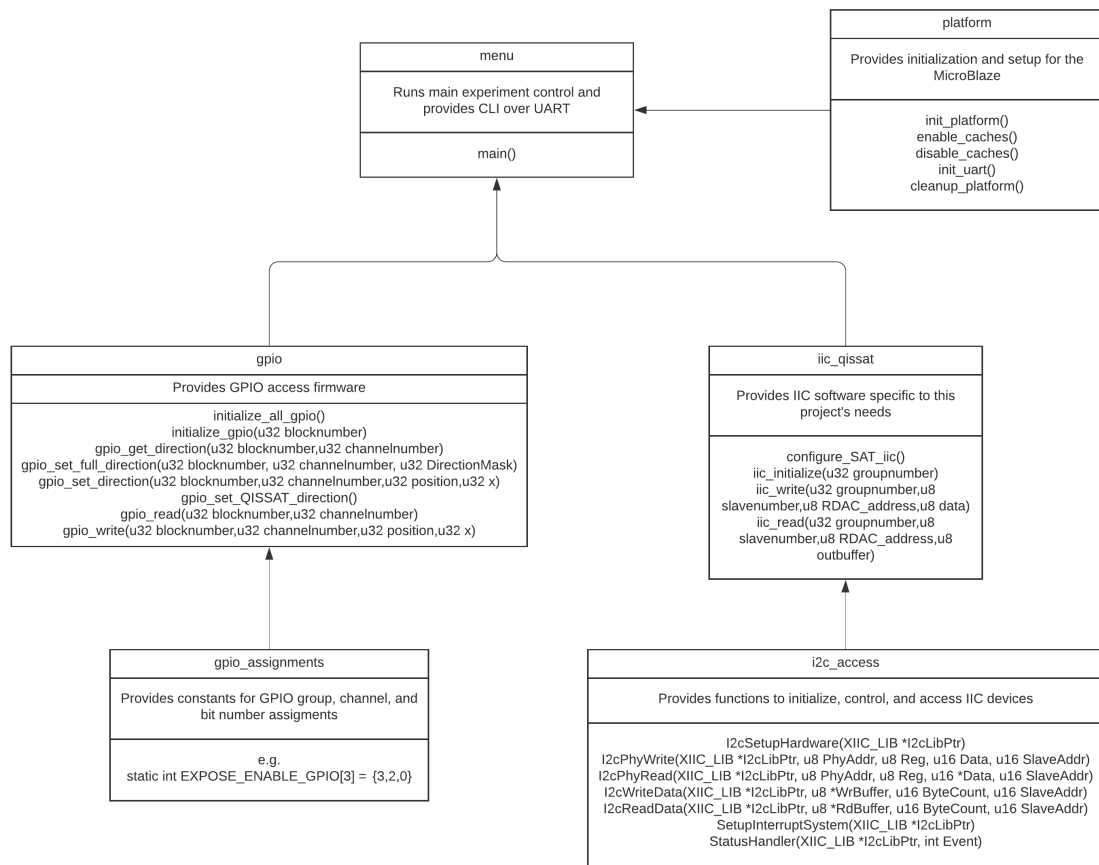 platform
Provides initialization and setup for the
MicroBlaze
init_platform()
enable_caches()
disable_caches()
init_uart()
cleanup_platform()
menu
Runs main experiment control and
provides CLI over UART
main()
gpio
Provides GPIO access firmware
initialize_all_gpio()
initialize_gpio(u32 blocknumber)
gpio_get_direction(u32 blocknumber,u32 channelnumber)
gpio_set_full_direction(u32 blocknumber, u32 channelnumber, u32 DirectionMask)
gpio_set_direction(u32 blocknumber,u32 channelnumber,u32 position,u32 x)
gpio_set_QISSAT_direction()
gpio_read(u32 blocknumber,u32 channelnumber)
gpio_write(u32 blocknumber,u32 channelnumber,u32 position,u32 x)
iic_qissat
Provides IIC software specific to this
project's needs
configure_SAT_iic()
iic_initialize(u32 groupnumber)
iic_write(u32 groupnumber,u8
slavenumber,u8 RDAC_address,u8 data)
iic_read(u32 groupnumber,u8
slavenumber,u8 RDAC_address,u8
outbuffer)
gpio_assignments
Provides constants for GPIO group, channel, and
bit number assigments
e.g.
static int EXPOSE_ENABLE_GPIO[3] = {3,2,0}
i2c_access
Provides functions to initialize, control, and access IIC devices
I2cSetupHardware(XIIC_LIB *I2cLibPtr)
I2cPhyWrite(XIIC_LIB *I2cLibPtr, u8 PhyAddr, u8 Reg, u16 Data, u16 SlaveAddr)
I2cPhyRead(XIIC_LIB *I2cLibPtr, u8 PhyAddr, u8 Reg, u16 *Data, u16 SlaveAddr)
I2cWriteData(XIIC_LIB *I2cLibPtr, u8 *WrBuffer, u16 ByteCount, u16 SlaveAddr)
I2cReadData(XIIC_LIB *I2cLibPtr, u8 *RdBuffer, u16 ByteCount, u16 SlaveAddr)
SetupInterruptSystem(XIIC_LIB *I2cLibPtr)
StatusHandler(XIIC_LIB *I2cLibPtr, int Event)